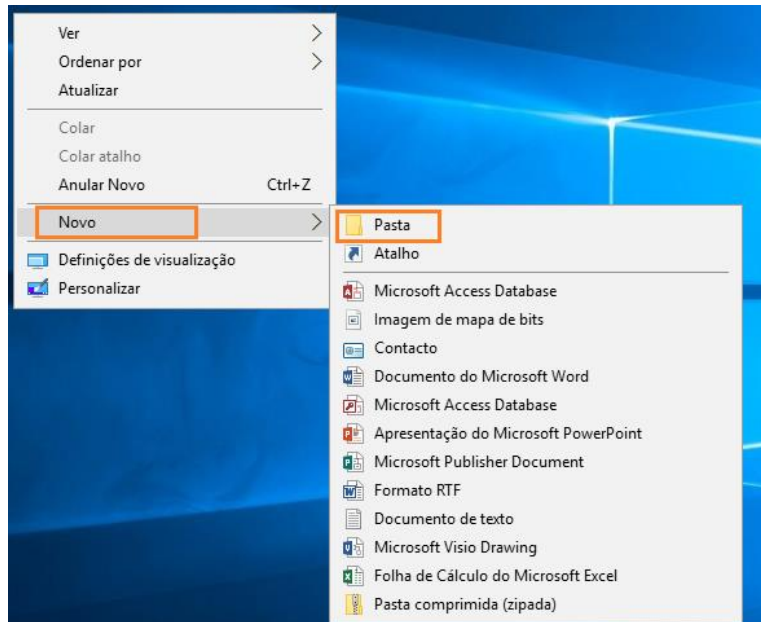 Ver
Ordenar por
Atualizar
Colar
Colar atalho
Anular Novo Ctrl+Z
Novo
Definições de visualização
Personalizar
Pasta
Atalho
Microsoft Access Database
Imagem de mapa de bits
Contacto
Documento do Microsoft Word
Microsoft Access Database
Apresentação do Microsoft PowerPoint
Microsoft Publisher Document
Formato RTF
Documento de texto
Microsoft Visio Drawing
Folha de Cálculo do Microsoft Excel
Pasta comprimida (zipada)